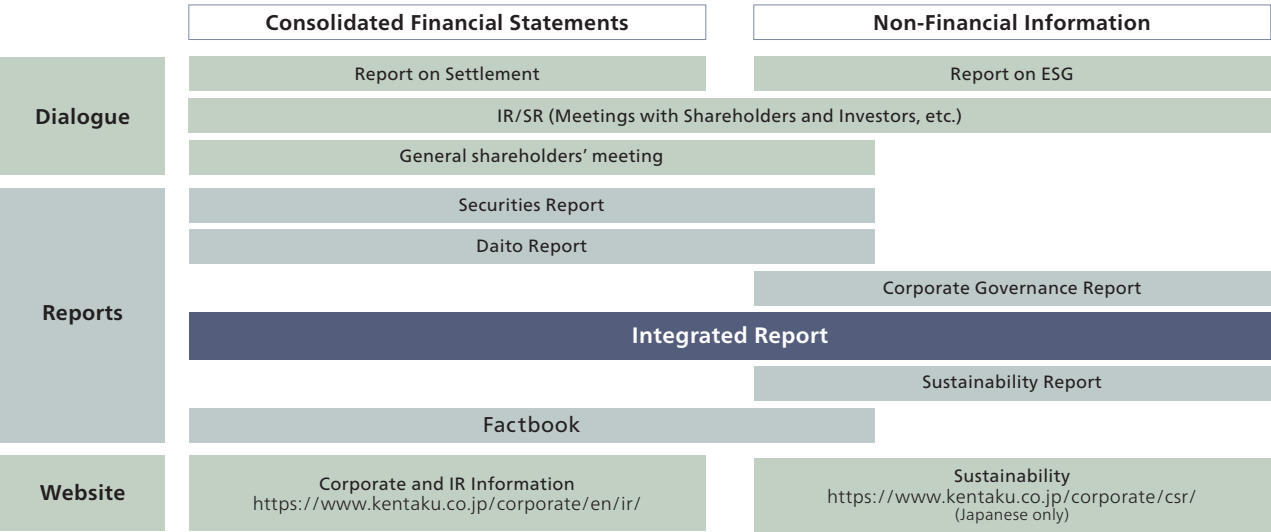 Consolidated Financial Statements
Non-Financial Information
Dialogue
Report on Settlement
Report on ESG
IR/SR (Meetings with Shareholders and Investors, etc.)
General shareholders’ meeting
Reports
Securities Report
Daito Report
Corporate Governance Report
Integrated Report
Sustainability Report
Factbook
Website
Corporate and IR Information
https://www.kentaku.co.jp/corporate/en/ir/
Sustainability
https://www.kentaku.co.jp/corporate/csr/
(Japanese only)